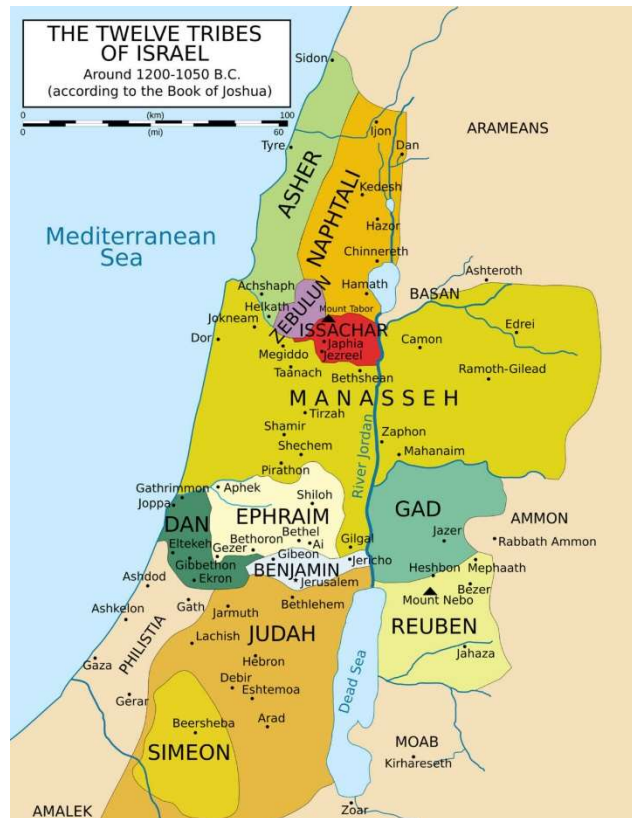 THE TWELVE TRIBES
OF ISRAEL
Around 1200-1050 B.C.
(according to the Book of Joshua)
0 (km) 100
0 (mi) 60
Sidon
Ijon
ARAMEANS
Tyre
Dan
ASHER
Kedesh
NAPHTALI
Mediterranean
Sea
Hazor
Chinnereth
Ashteroth
Achshaph
Hamath
BASAN
Helkath
ZEBULUN
Mount Tabor
Jokneam
ISSACHAR
Edrei
Dor
Japhia
Camon
Megiddo
Jezreel
Taanach
Bethshean
Ramoth-Gilead
MANASSEH
Tirzah
Shamir
Zaphon
Shechem
River Jordan
Mahanaim
Pirathon
Gathrimmon
Aphek
Joppa
Shiloh
GAD
DAN
EPHRAIM
AMMON
Bethel
Jazer
Eltekeh
Bethoron
Ai
Gilgal
Rabbath Ammon
Gezer
Gibeon
Gibbethon
BENJAMIN
Jericho
Mephaath
Ekron
Jerusalem
Heshbon
Ashdod
Bezer
Gath
Bethlehem
Mount Nebo
Ashkelon
Jarmuth
PHILISTIA
JUDAH
REUBEN
Lachish
Jahaza
Gaza
Hebron
Dead Sea
Debir
Gerar
Eshtemoa
Beersheba
Arad
SIMEON
MOAB
Kirhareseth
AMALEK
Zoar